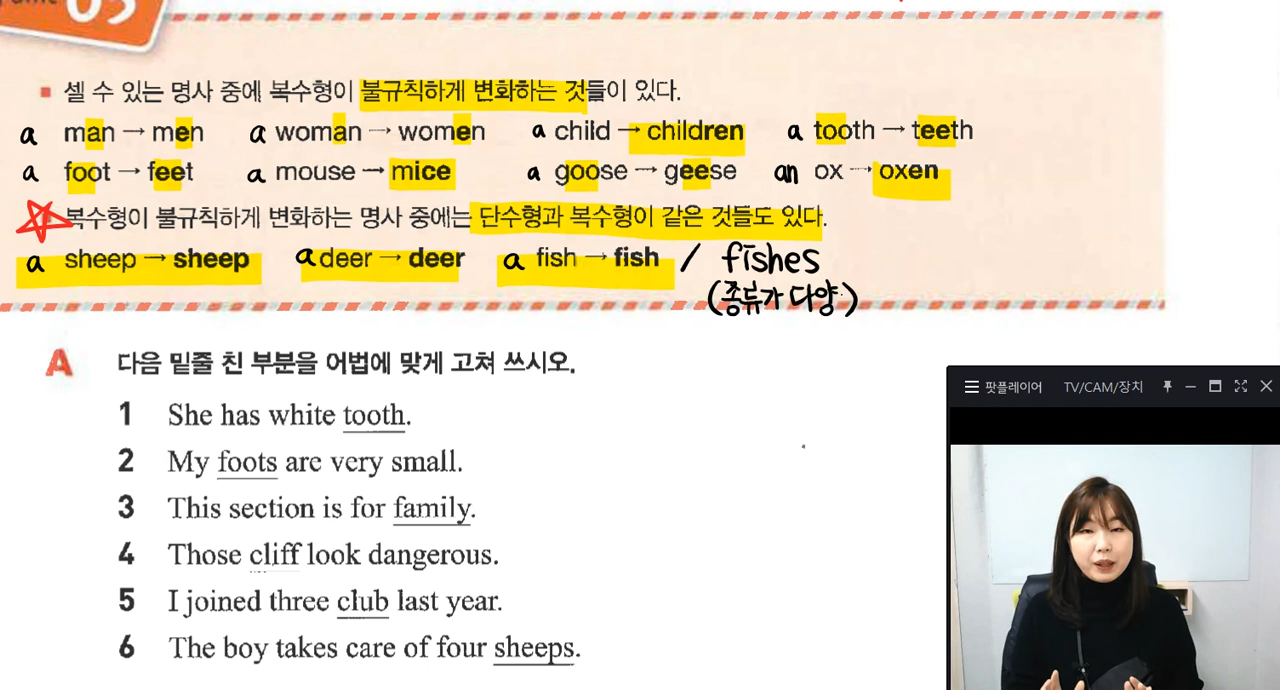 03
셀 수 있는 명사 중에 복수형이 불규칙하게 변화하는 것들이 있다.
a man → men a woman → women a child → children a tooth → teeth
a foot → feet a mouse → mice a goose → geese an ox → oxen
복수형이 불규칙하게 변화하는 명사 중에는 단수형과 복수형이 같은 것들도 있다.
a sheep → sheep a deer → deer a fish → fish / fishes
(종류가 다양)
A 다음 밑줄 친 부분을 어법에 맞게 고쳐 쓰시오.
1 She has white tooth.
2 My foots are very small.
3 This section is for family.
4 Those cliff look dangerous.
5 I joined three club last year.
6 The boy takes care of four sheeps.
팟플레이어 TV/CAM/장치